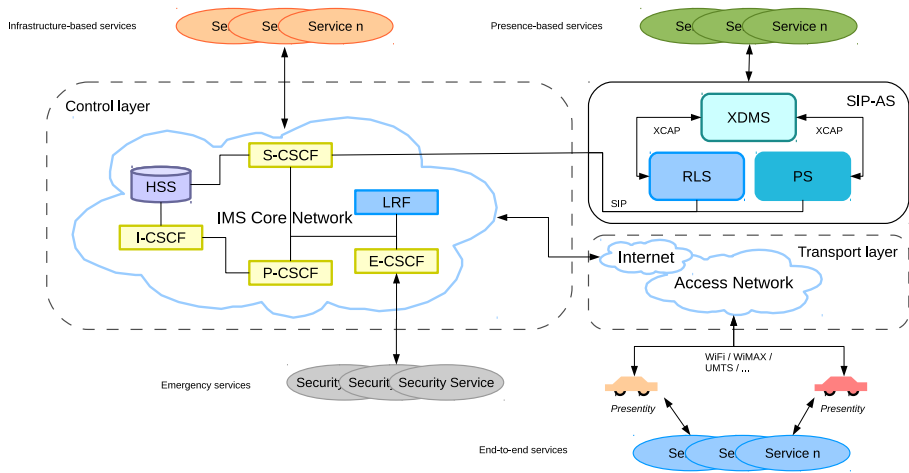 Infrastructure-based services
Se
Se
Service n
Presence-based services
Se
Se
Service n
Control layer
SIP-AS
XDMS
XCAP
XCAP
S-CSCF
HSS
RLS
PS
LRF
SIP
IMS Core Network
I-CSCF
E-CSCF
P-CSCF
Internet
Transport layer
Access Network
WiFi / WiMAX /
UMTS / ...
Emergency services
Security
Security
Security Service
Presentity
Presentity
End-to-end services
Se
Se
Service n